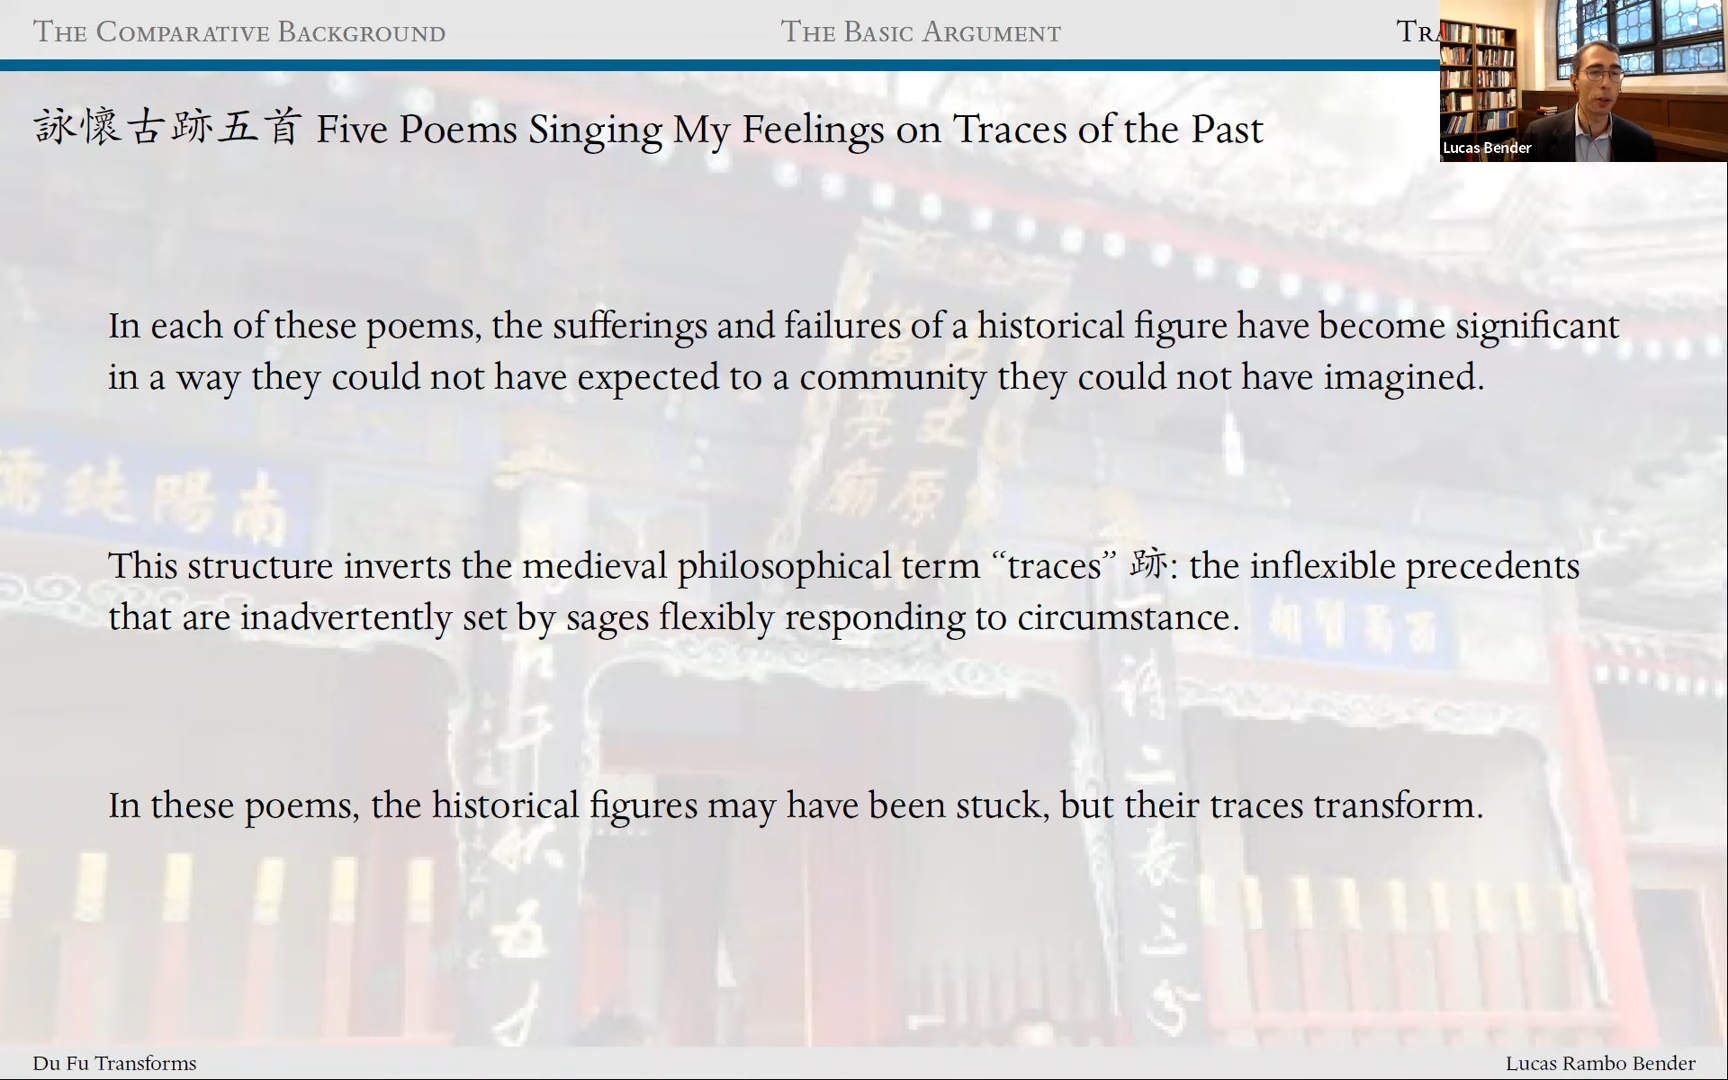 The Comparative Background
The Basic Argument
Tra
Lucas Bender
詠懷古跡五首 Five Poems Singing My Feelings on Traces of the Past
In each of these poems, the sufferings and failures of a historical figure have become significant
in a way they could not have expected to a community they could not have imagined.
This structure inverts the medieval philosophical term “traces” 跡: the inflexible precedents
that are inadvertently set by sages flexibly responding to circumstance.
In these poems, the historical figures may have been stuck, but their traces transform.
儒純陽南
Du Fu Transforms
Lucas Rambo Bender